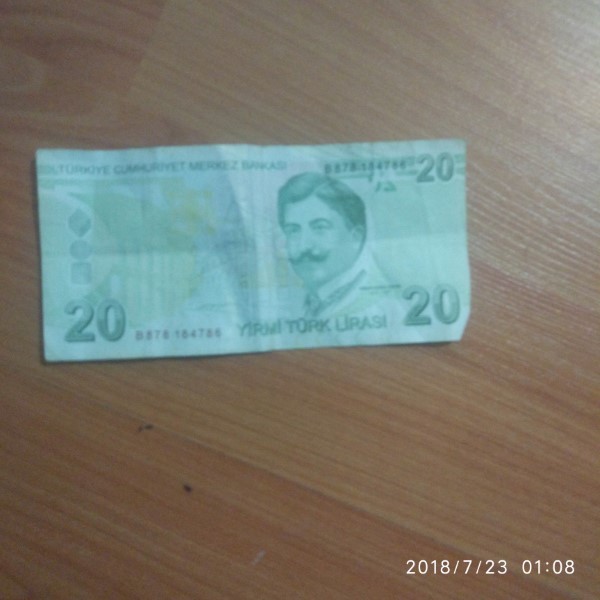 TÜRKİYE CUMHURİYET MERKEZ BANKASI
B878 184786
20
20
B878 184786
YİRMİ TÜRK LİRASI
20
2018/7/23 01:08